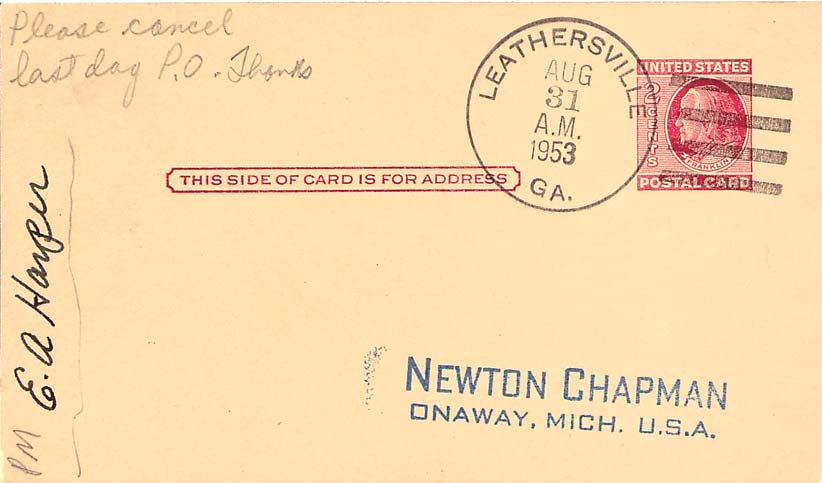 Please cancel
last day P.O. Thanks
LEATHERSVILLE
AUG
31
A.M.
1953
GA.
UNITED STATES
2 CENTS
FRANKLIN
POSTAL CARD
THIS SIDE OF CARD IS FOR ADDRESS
PM E. A Harper
NEWTON CHAPMAN
ONAWAY, MICH. U.S.A.